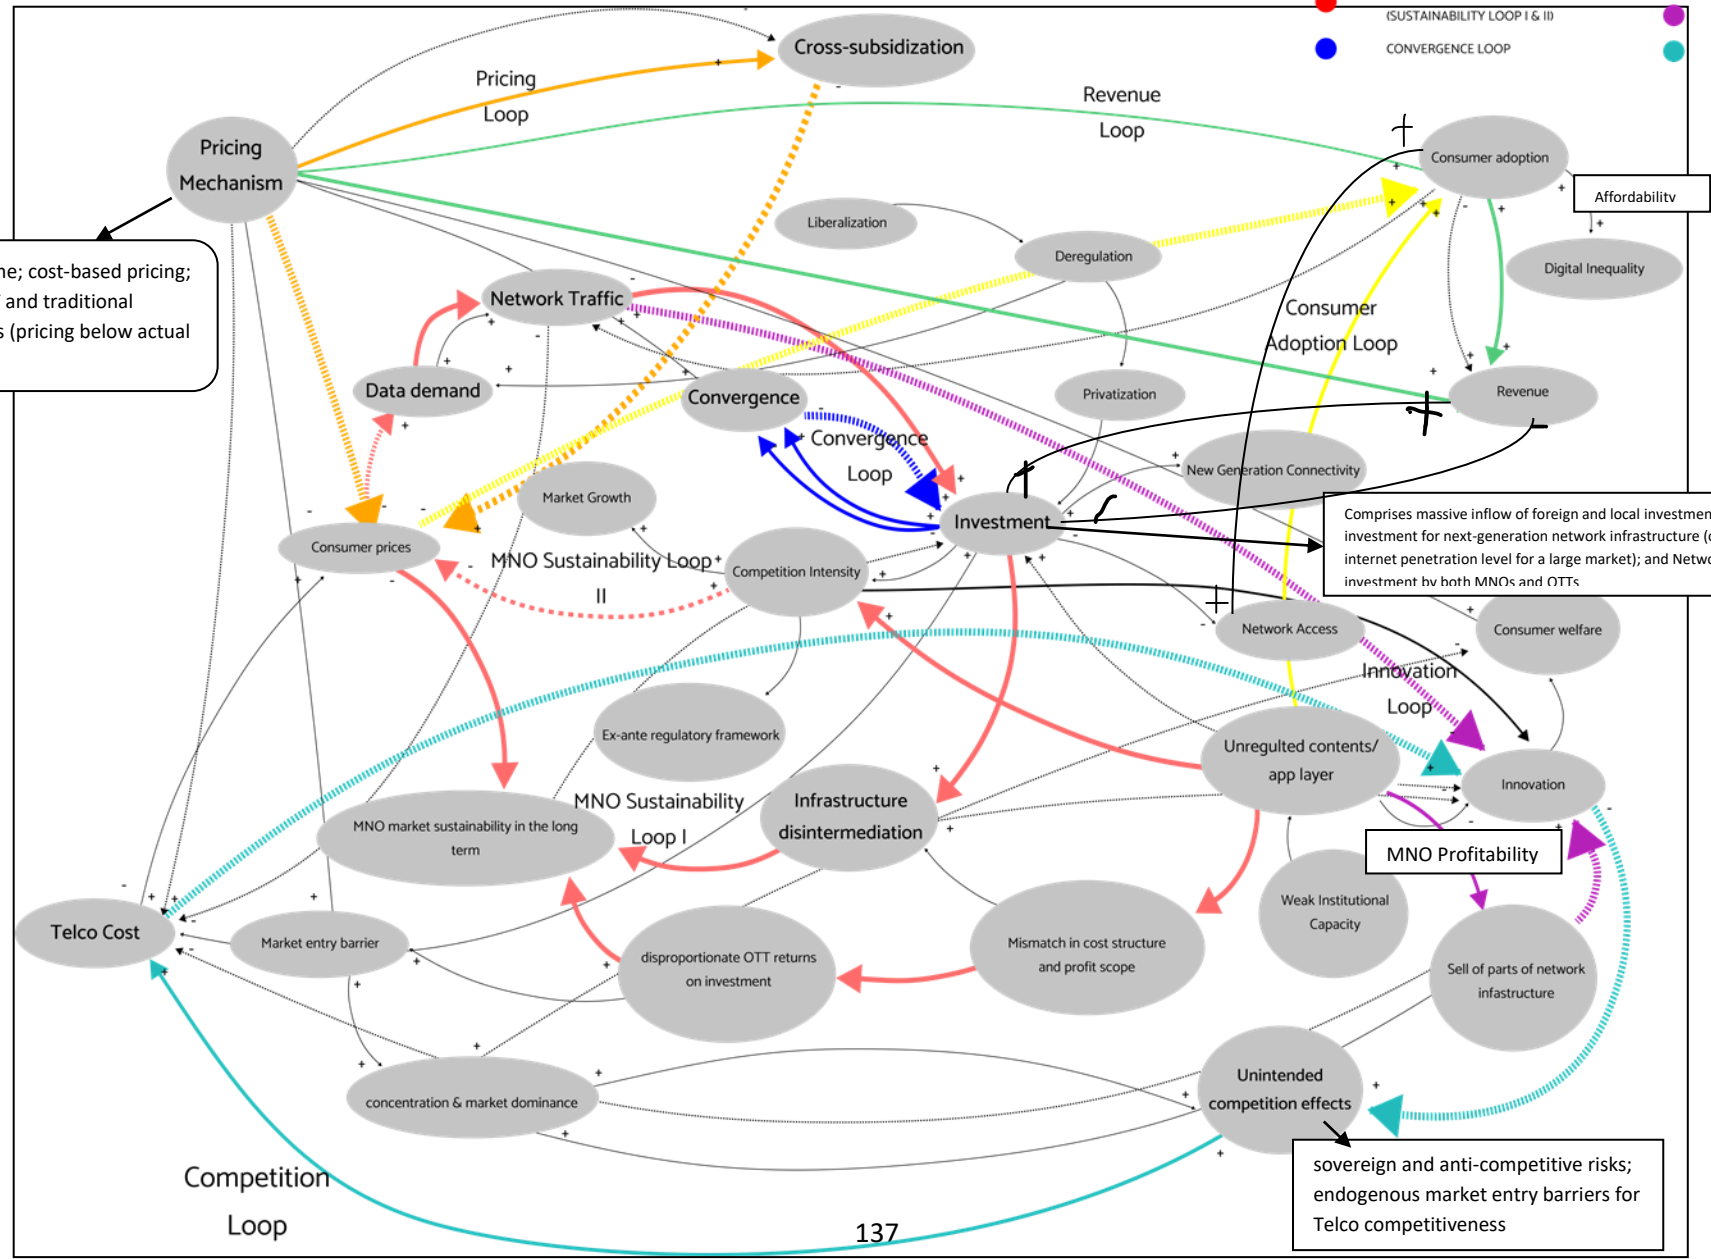 (SUSTAINABILITY LOOP I & II)
CONVERGENCE LOOP
Cross-subsidization
Pricing
Loop
Revenue
Loop
Pricing
Mechanism
Consumer adoption
Affordability
Liberalization
Deregulation
Digital Inequality
ne; cost-based pricing;
and traditional
s (pricing below actual
Network Traffic
Consumer
Adoption Loop
Data demand
Convergence
Privatization
Revenue
Convergence
Loop
New Generation Connectivity
Market Growth
Investment
Comprises massive inflow of foreign and local investmen
investment for next-generation network infrastructure (
internet penetration level for a large market); and Netwo
investment by both MNOs and OTTs
Consumer prices
MNO Sustainability Loop
II
Competition Intensity
Network Access
Consumer welfare
Innovation
Loop
Ex-ante regulatory framework
Unregulted contents/
app layer
Innovation
MNO Sustainability
Loop I
Infrastructure
disintermediation
MNO market sustainability in the long
term
MNO Profitability
Weak Institutional
Capacity
Telco Cost
Market entry barrier
disproportionate OTT returns
on investment
Mismatch in cost structure
and profit scope
Sell of parts of network
infastructure
concentration & market dominance
Unintended
competition effects
sovereign and anti-competitive risks;
endogenous market entry barriers for
Telco competitiveness
Competition
Loop
137